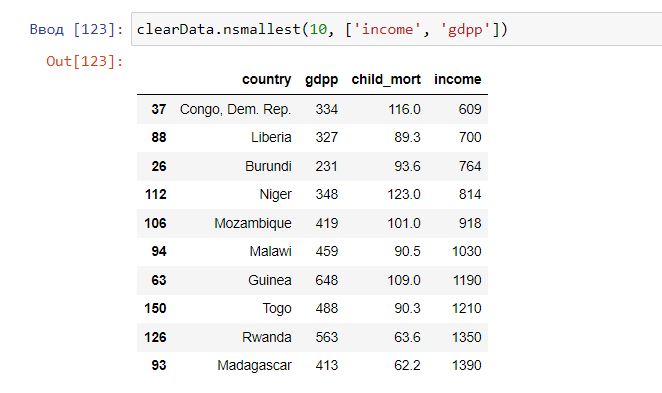 Ввод [123]: clearData.nsmallest(10, ['income', 'gdpp'])
Out[123]:
country gdpp child_mort income
37 Congo, Dem. Rep. 334 116.0 609
88 Liberia 327 89.3 700
26 Burundi 231 93.6 764
112 Niger 348 123.0 814
106 Mozambique 419 101.0 918
94 Malawi 459 90.5 1030
63 Guinea 648 109.0 1190
150 Togo 488 90.3 1210
126 Rwanda 563 63.6 1350
93 Madagascar 413 62.2 1390